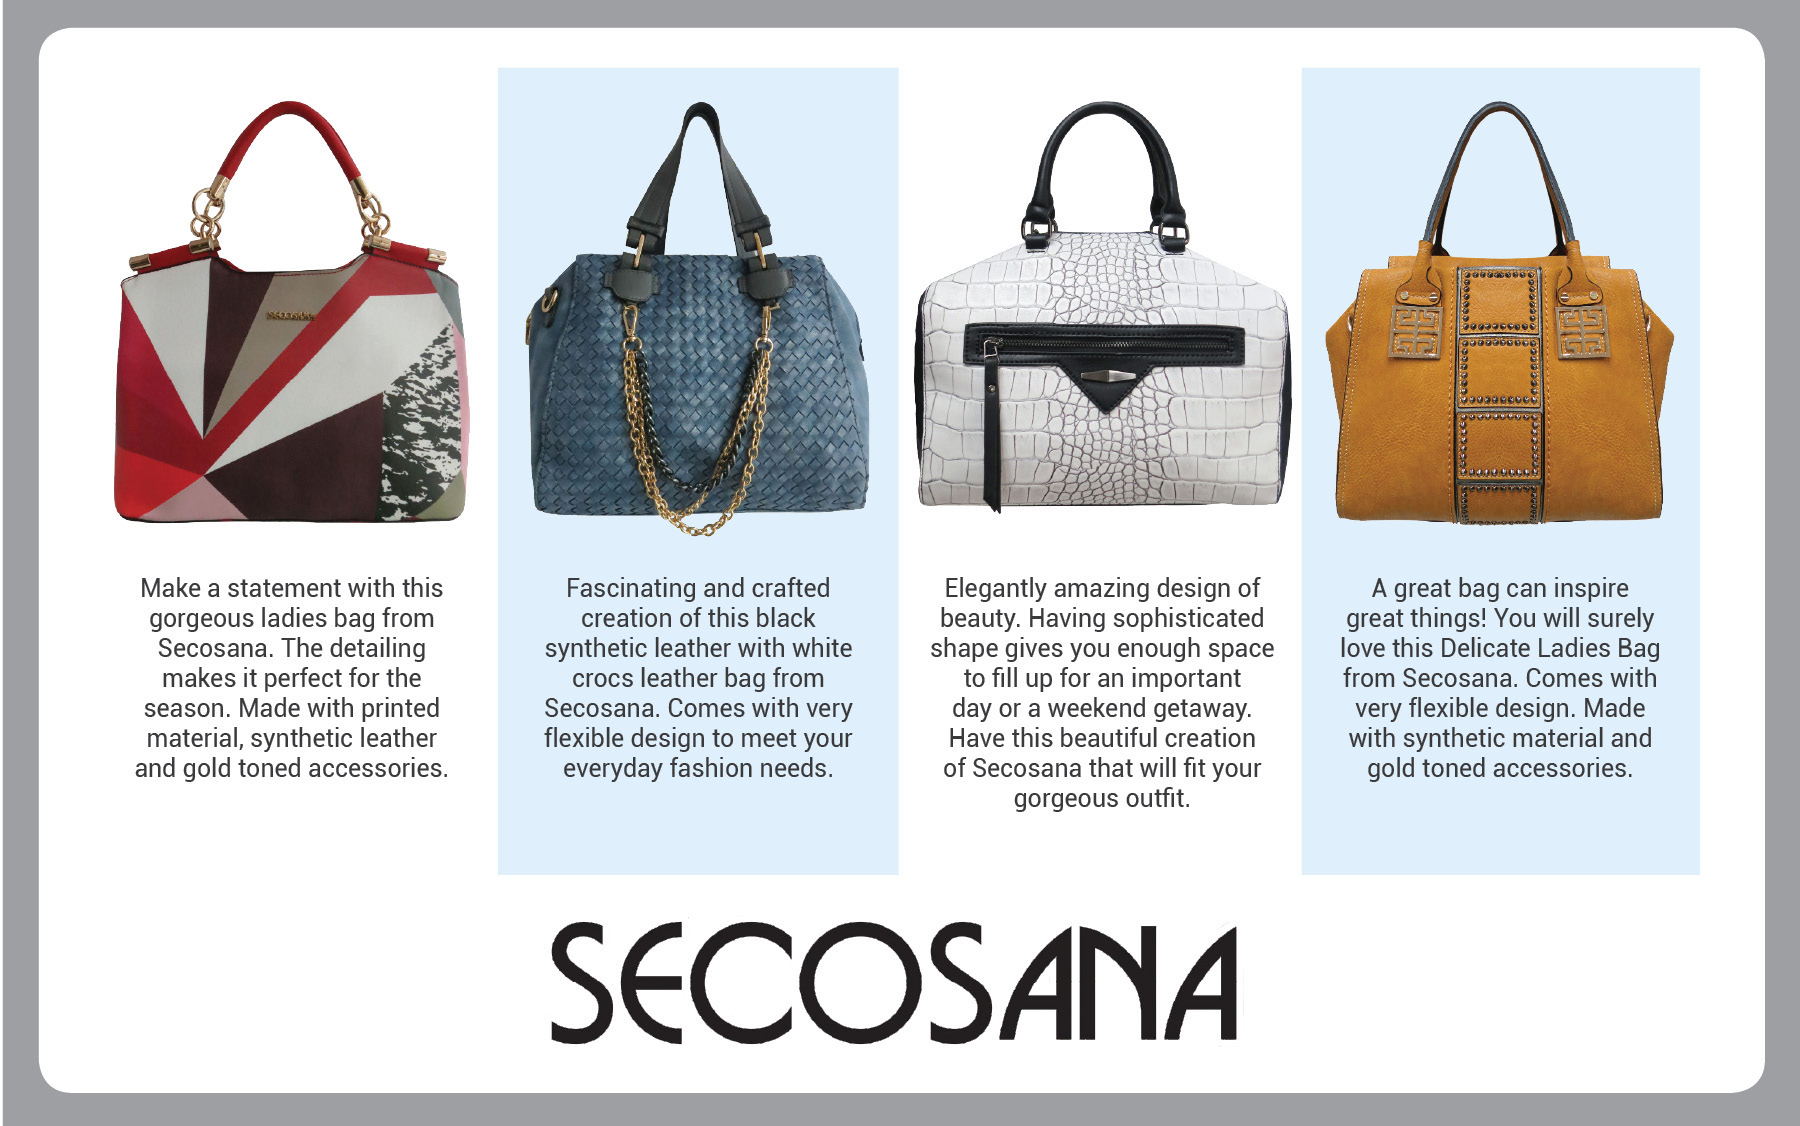 SECOSANA
Make a statement with this
gorgeous ladies bag from
Secosana. The detailing
makes it perfect for the
season. Made with printed
material, synthetic leather
and gold toned accessories.
Fascinating and crafted
creation of this black
synthetic leather with white
crocs leather bag from
Secosana. Comes with very
flexible design to meet your
everyday fashion needs.
Elegantly amazing design of
beauty. Having sophisticated
shape gives you enough space
to fill up for an important
day or a weekend getaway.
Have this beautiful creation
of Secosana that will fit your
gorgeous outfit.
A great bag can inspire
great things! You will surely
love this Delicate Ladies Bag
from Secosana. Comes with
very flexible design. Made
with synthetic material and
gold toned accessories.
SECOSANA